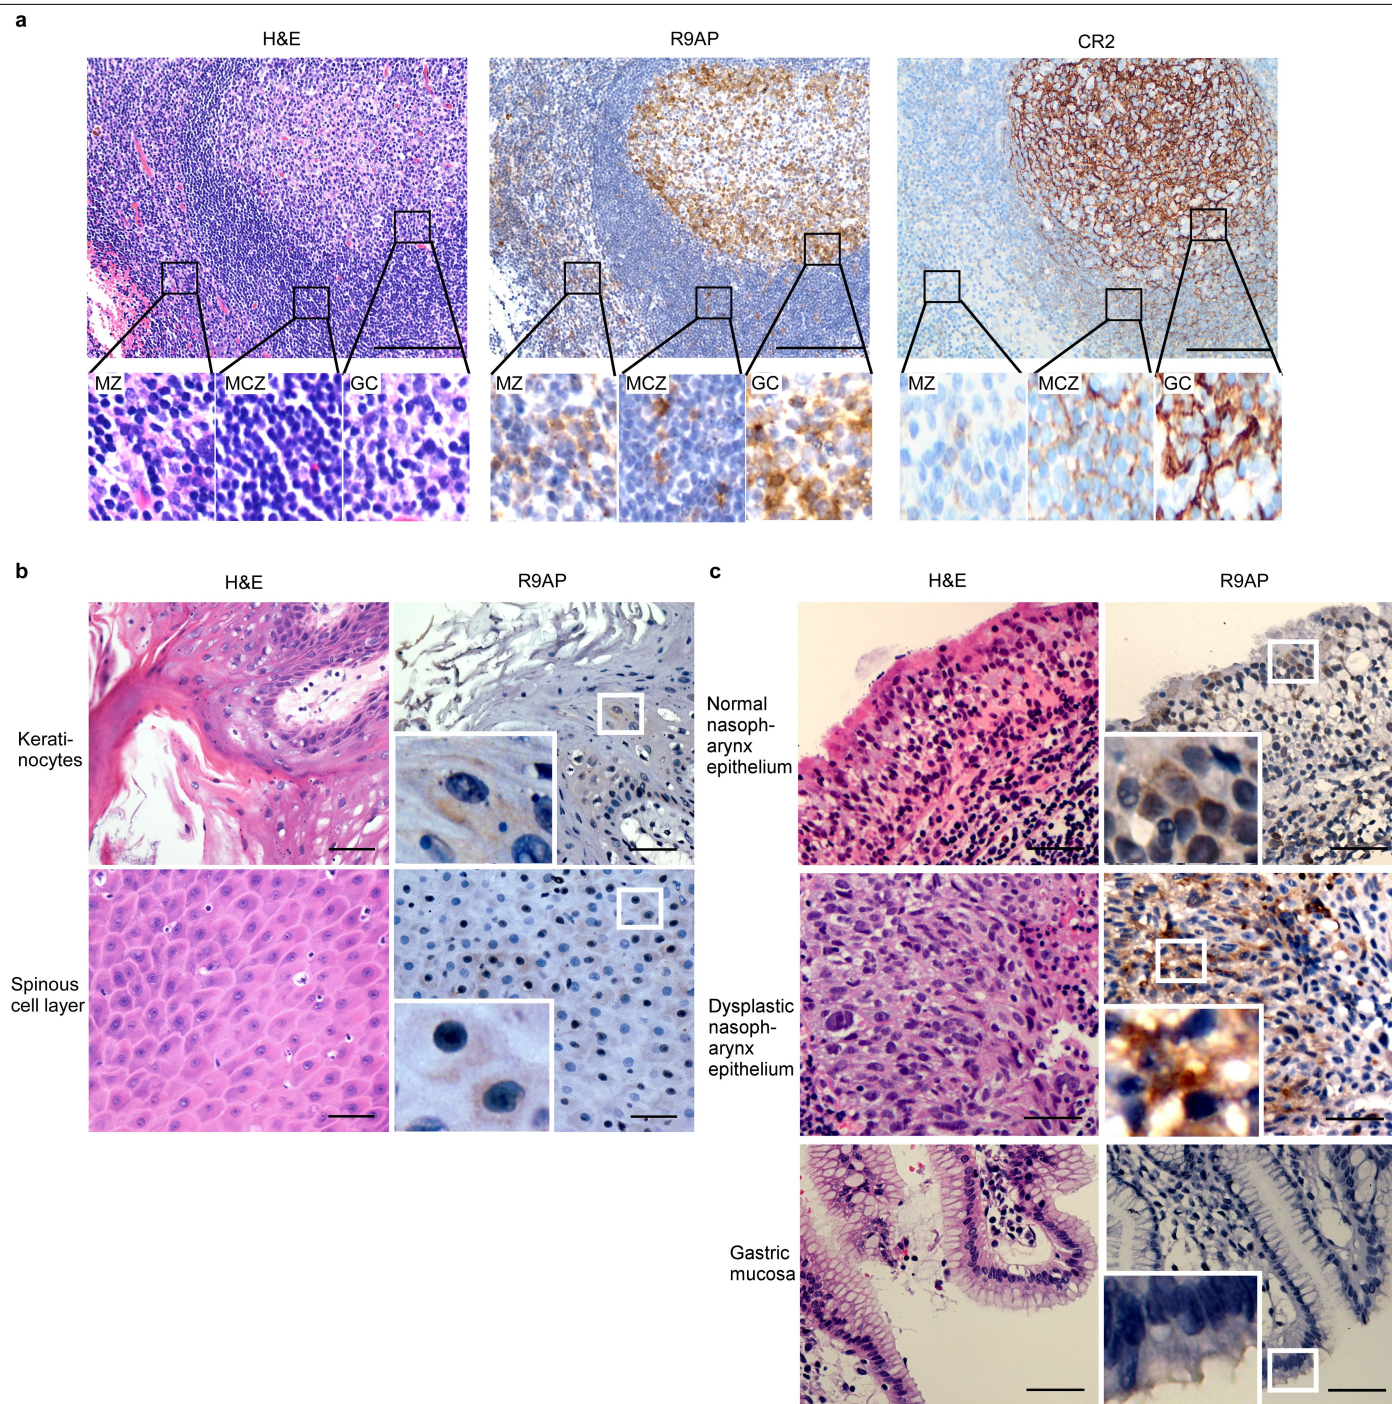 a
H&E
R9AP
CR2
MZ
MCZ
GC
MZ
MCZ
GC
MZ
MCZ
GC
b
H&E
R9AP
Kerati-
nocytes
Spinous
cell layer
c
H&E
R9AP
Normal
nasoph-
arynx
epithelium
Dysplastic
nasoph-
arynx
epithelium
Gastric
mucosa